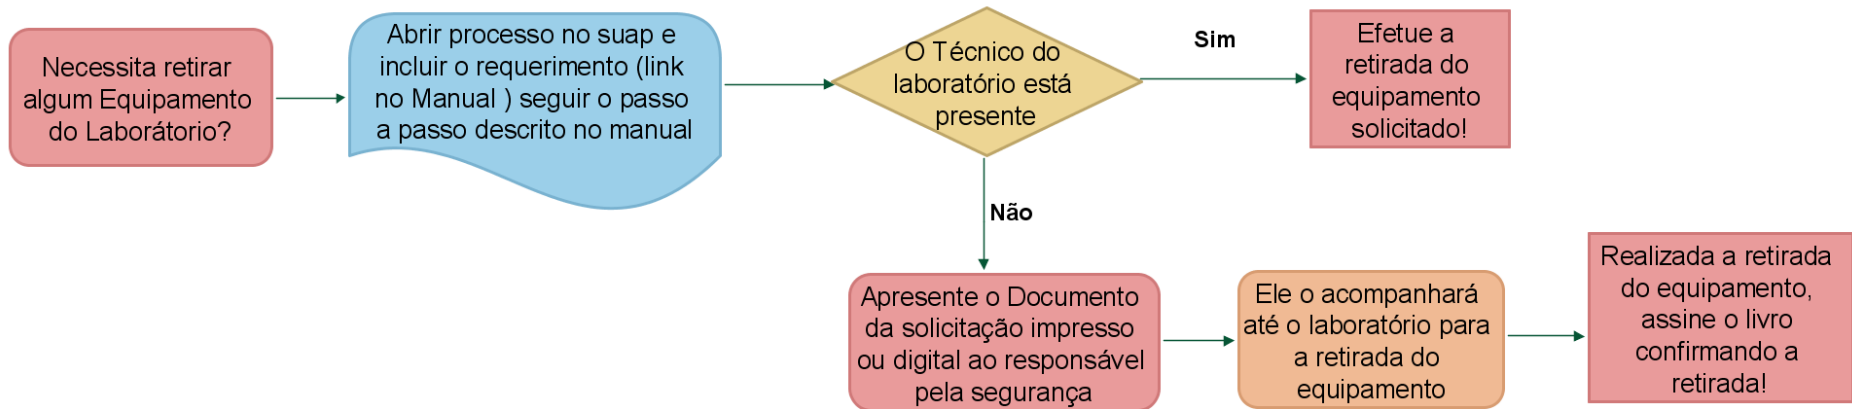 Necessita retirar
algum Equipamento
do Laborátorio?
Abrir processo no suap e
incluir o requerimento (link
no Manual ) seguir o passo
a passo descrito no manual
O Técnico do
laboratório está
presente
Sim
Efetue a
retirada do
equipamento
solicitado!
Não
Apresente o Documento
da solicitação impresso
ou digital ao responsável
pela segurança
Ele o acompanhará
até o laboratório para
a retirada do
equipamento
Realizada a retirada
do equipamento,
assine o livro
confirmando a
retirada!